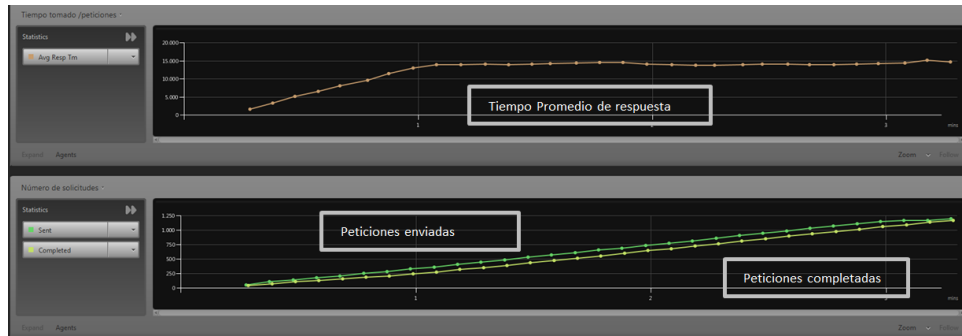 Tiempo tomado /peticiones
Statistics
Avg Resp Tm
20.000
15.000
10.000
5.000
0
Tiempo Promedio de respuesta
1
3
mins
Expand Agents
Zoom Follow
Número de solicitudes
Statistics
Sent
Completed
1.250
1.000
750
500
250
0
Peticiones enviadas
Peticiones completadas
1
2
mins
Expand Agents
Zoom Follow